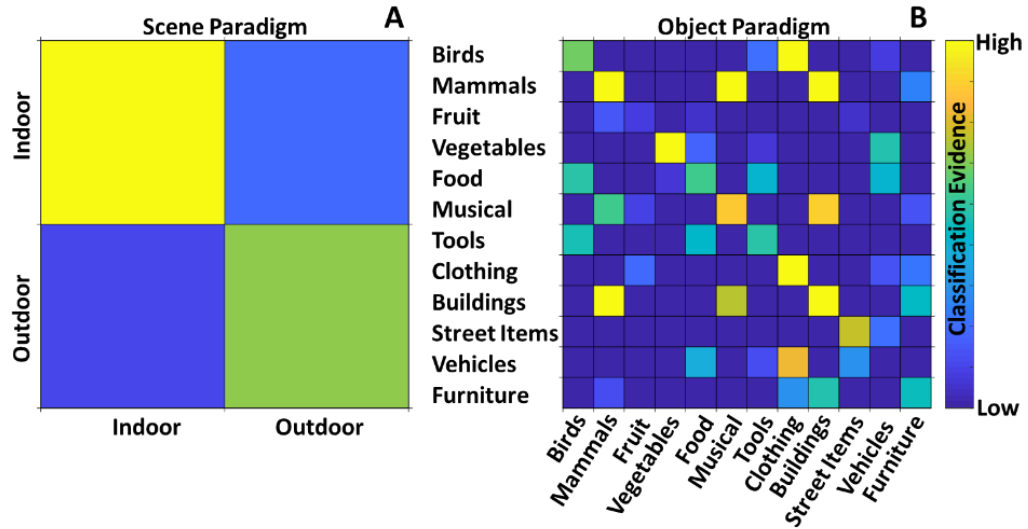 Scene Paradigm
A
Indoor
Outdoor
Indoor
Outdoor
Object Paradigm
B
Birds
Mammals
Fruit
Vegetables
Food
Musical
Tools
Clothing
Buildings
Street Items
Vehicles
Furniture
Birds
Mammals
Fruit
Vegetables
Food
Musical
Tools
Clothing
Buildings
Street Items
Vehicles
Furniture
High
Classification Evidence
Low